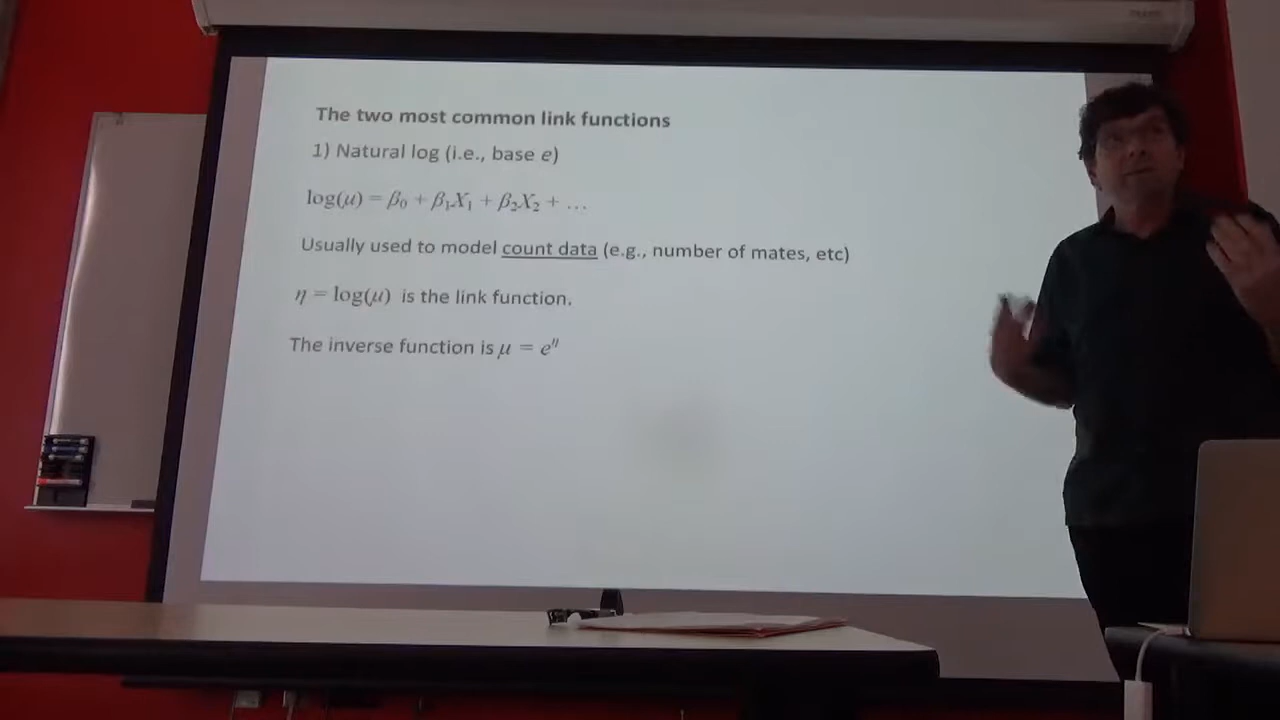 The two most common link functions
1) Natural log (i.e., base e)
log(μ) = β₀ + β₁X₁ + β₂X₂ + …
Usually used to model count data (e.g., number of mates, etc)
η = log(μ) is the link function.
The inverse function is μ = e^η